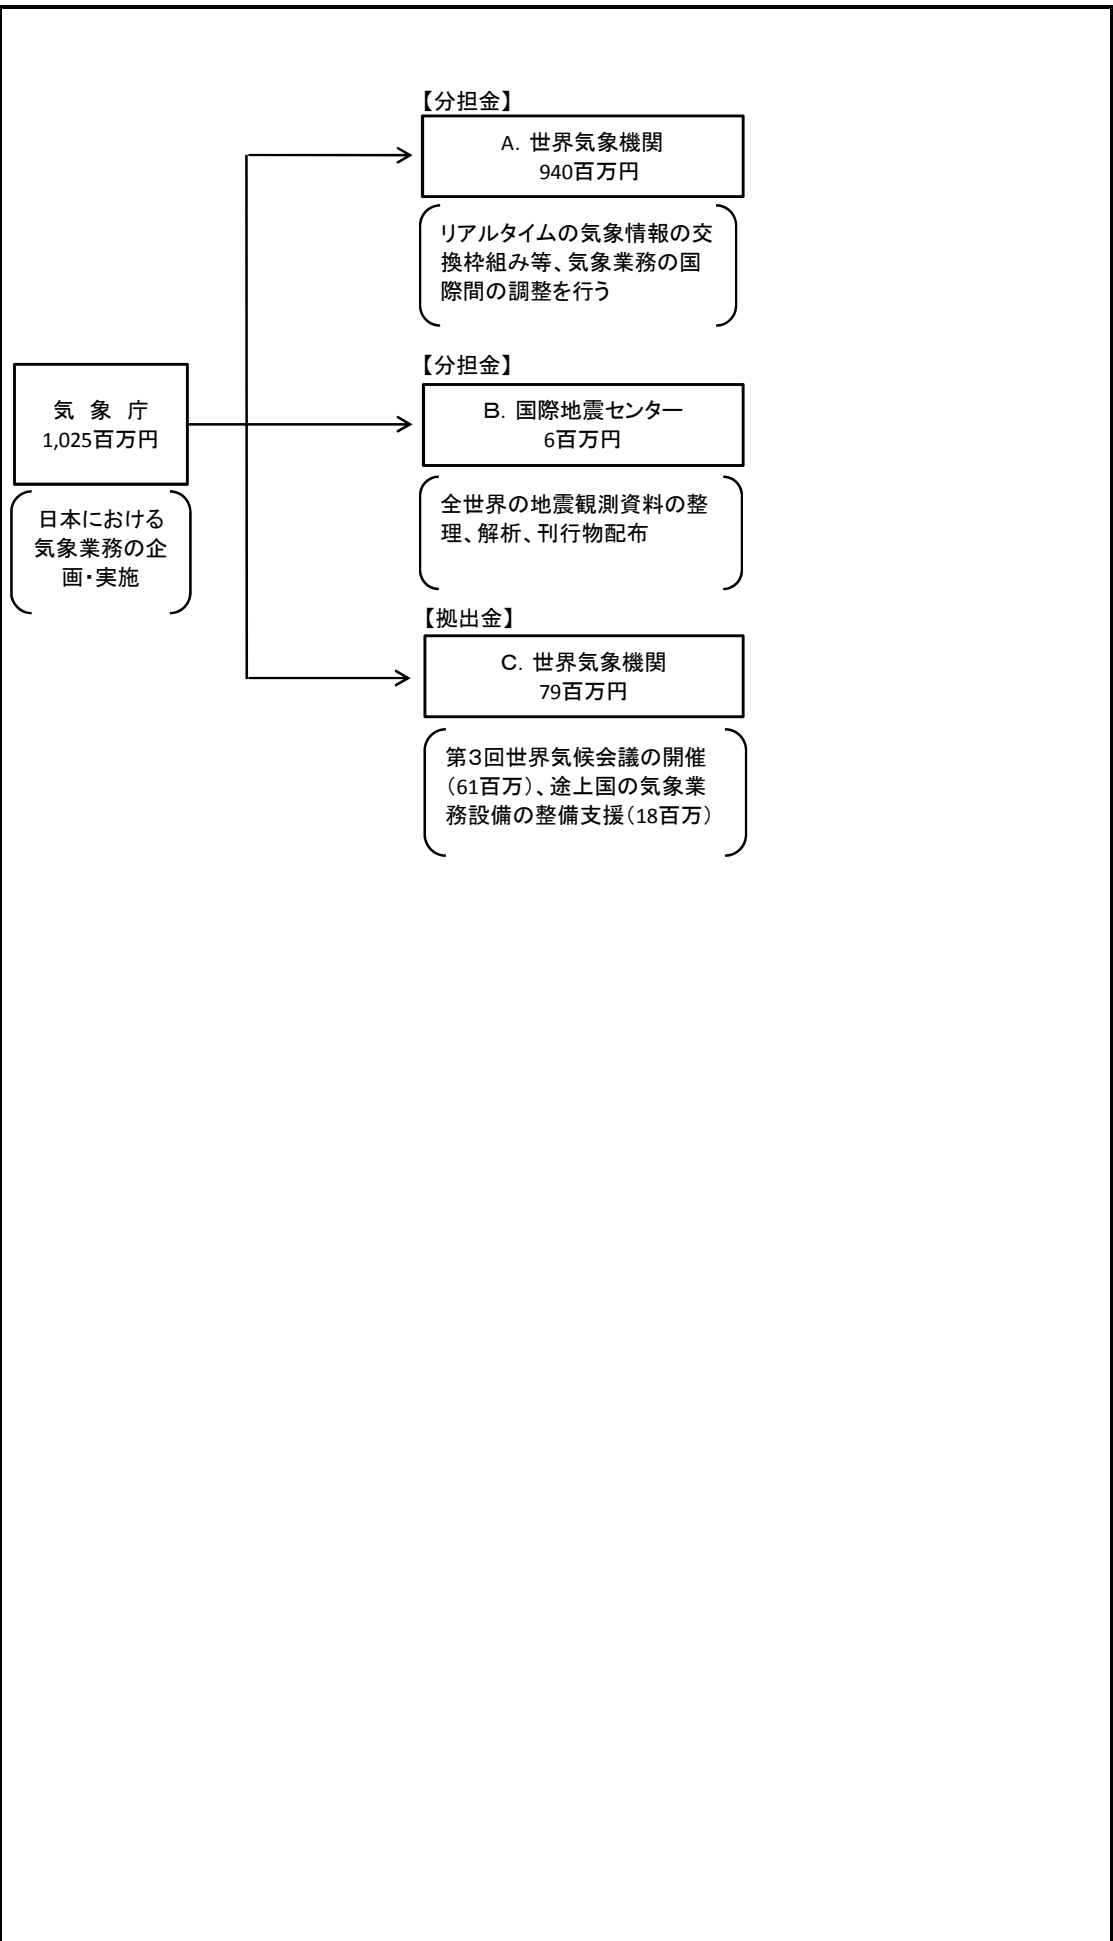 【分担金】
A．世界気象機関
940百万円
リアルタイムの気象情報の交
換枠組み等、気象業務の国
際間の調整を行う
気　象　庁
1,025百万円
日本における
気象業務の企
画・実施
【分担金】
B．国際地震センター
6百万円
全世界の地震観測資料の整
理、解析、刊行物配布
【拠出金】
C．世界気象機関
79百万円
第3回世界気候会議の開催
（61百万）、途上国の気象業
務設備の整備支援（18百万）